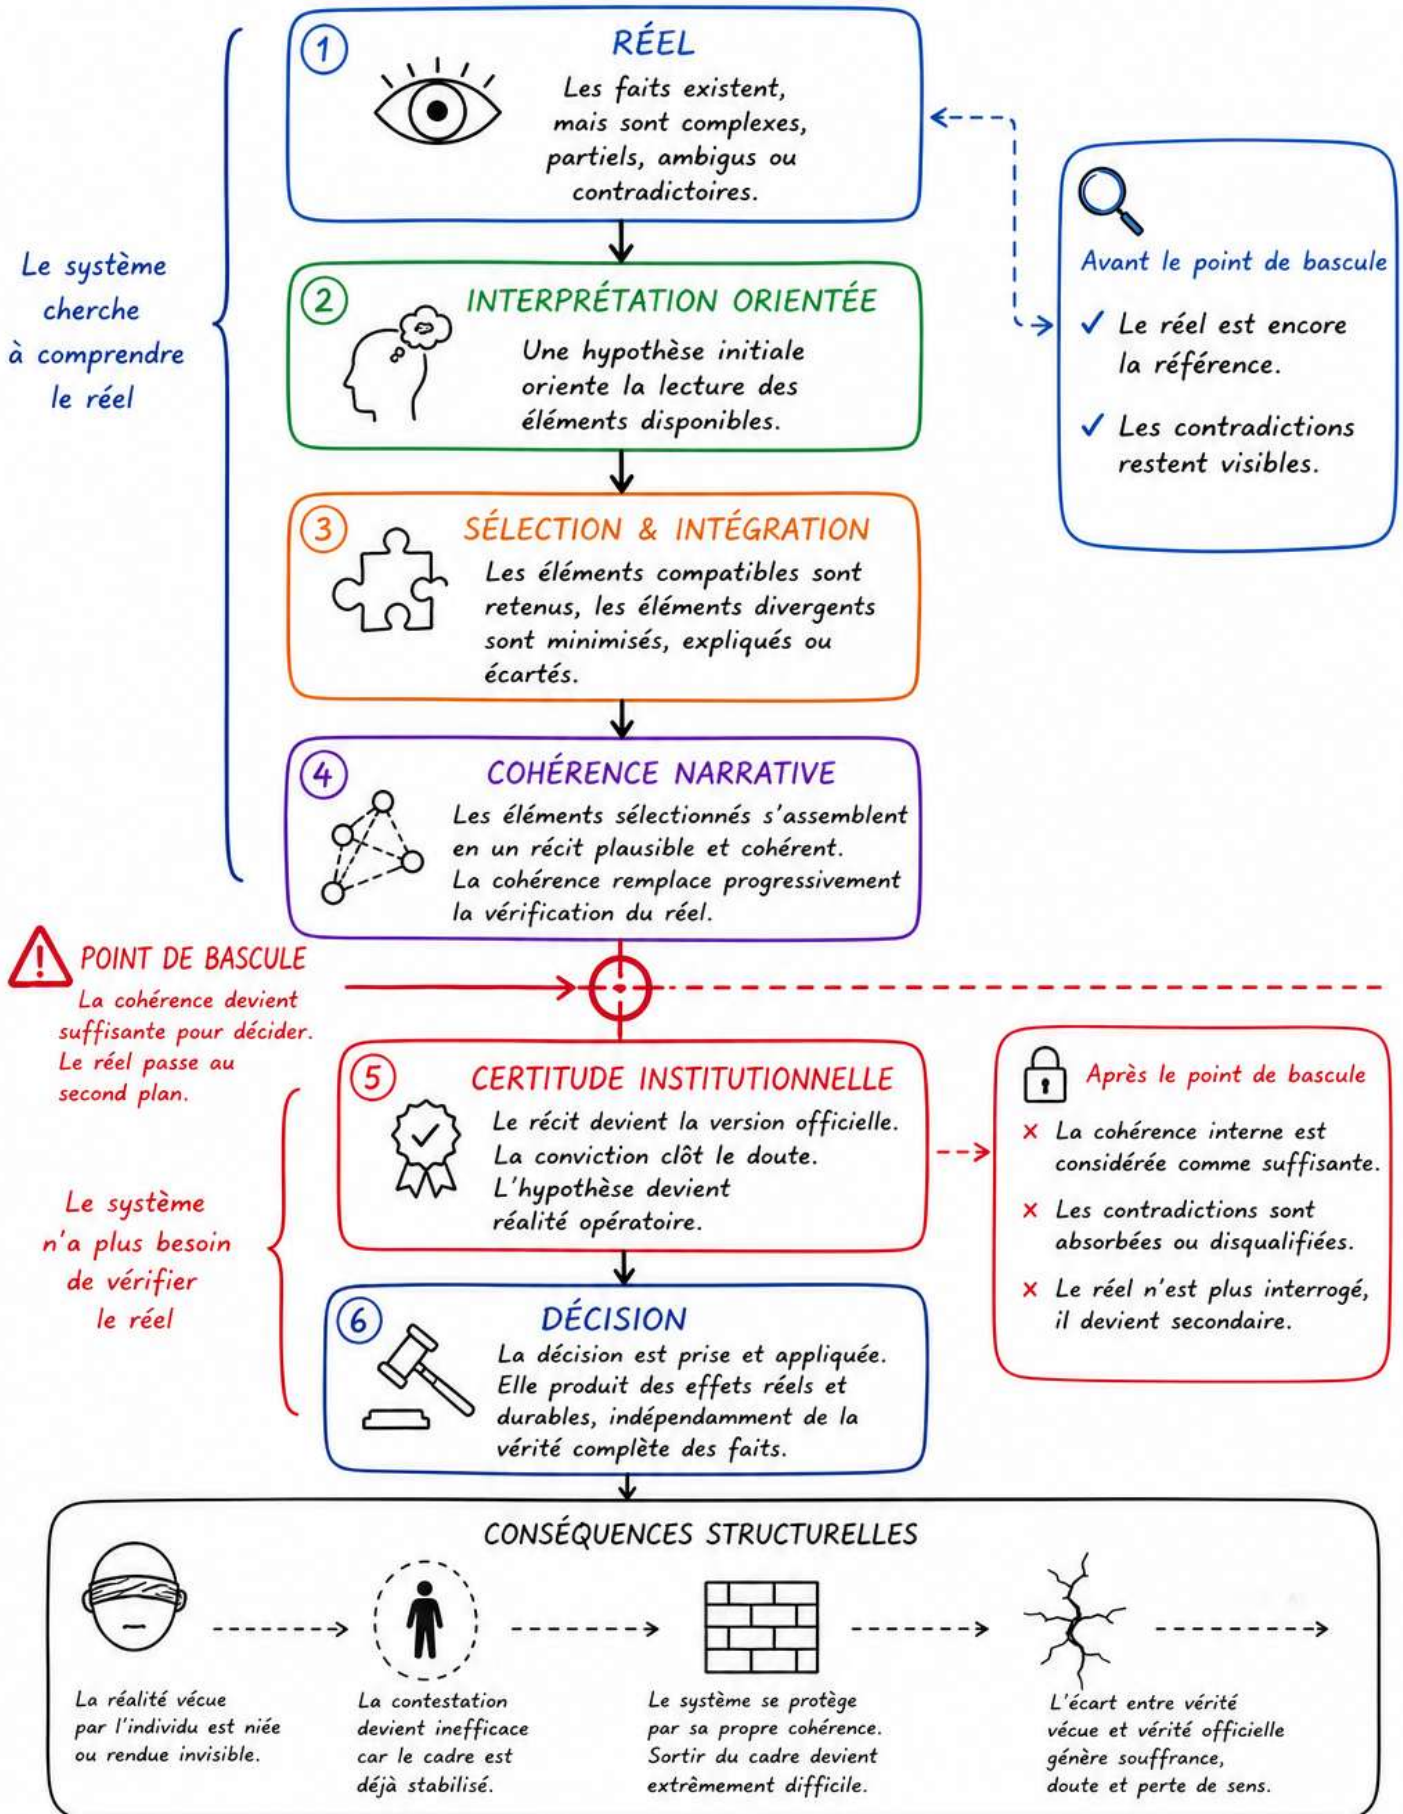 1
RÉEL
Les faits existent,
mais sont complexes,
partiels, ambigus ou
contradictoires.
Le système
cherche
à comprendre
le réel
Avant le point de bascule
✓ Le réel est encore
la référence.
✓ Les contradictions
restent visibles.
2
INTERPRÉTATION ORIENTÉE
Une hypothèse initiale
oriente la lecture des
éléments disponibles.
3
SÉLECTION & INTÉGRATION
Les éléments compatibles sont
retenus, les éléments divergents
sont minimisés, expliqués ou
écartés.
4
COHÉRENCE NARRATIVE
Les éléments sélectionnés s'assemblent
en un récit plausible et cohérent.
La cohérence remplace progressivement
la vérification du réel.
!
POINT DE BASCULE
La cohérence devient
suffisante pour décider.
Le réel passe au
second plan.
5
CERTITUDE INSTITUTIONNELLE
Le récit devient la version officielle.
La conviction clôt le doute.
L'hypothèse devient
réalité opératoire.
Après le point de bascule
× La cohérence interne est
considérée comme suffisante.
× Les contradictions sont
absorbées ou disqualifiées.
× Le réel n'est plus interrogé,
il devient secondaire.
Le système
n'a plus besoin
de vérifier
le réel
6
DÉCISION
La décision est prise et appliquée.
Elle produit des effets réels et
durables, indépendamment de la
vérité complète des faits.
CONSÉQUENCES STRUCTURELLES
La réalité vécue
par l'individu est niée
ou rendue invisible.
La contestation
devient inefficace
car le cadre est
déjà stabilisé.
Le système se protège
par sa propre cohérence.
Sortir du cadre devient
extrêmement difficile.
L'écart entre vérité
vécue et vérité officielle
génère souffrance,
doute et perte de sens.